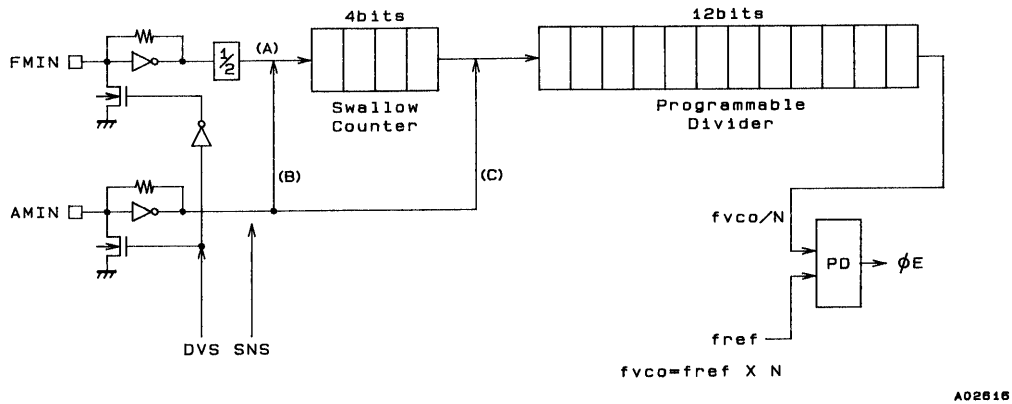 4bits
12bits
FMIN
1/2
(A)
Swallow
Counter
Programmable
Divider
(B)
(C)
AMIN
fvco/N
PD
φE
DVS SNS
fref
fvco=fref X N
A02616